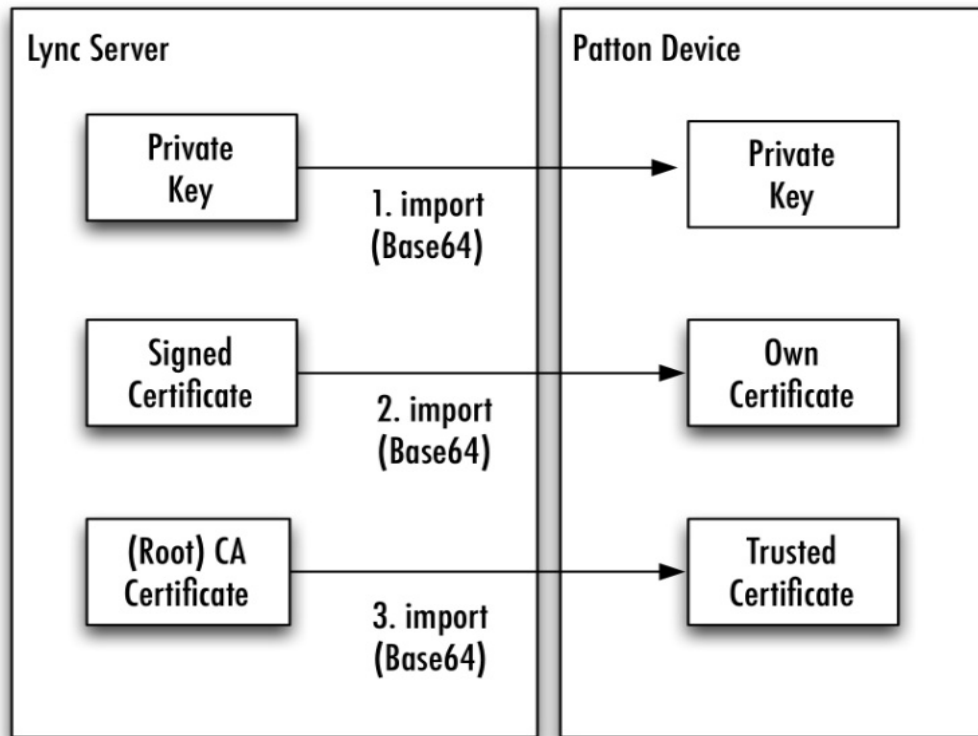 Lync Server
Patton Device
Private
Key
1. import
(Base64)
Private
Key
Signed
Certificate
2. import
(Base64)
Own
Certificate
(Root) CA
Certificate
3. import
(Base64)
Trusted
Certificate